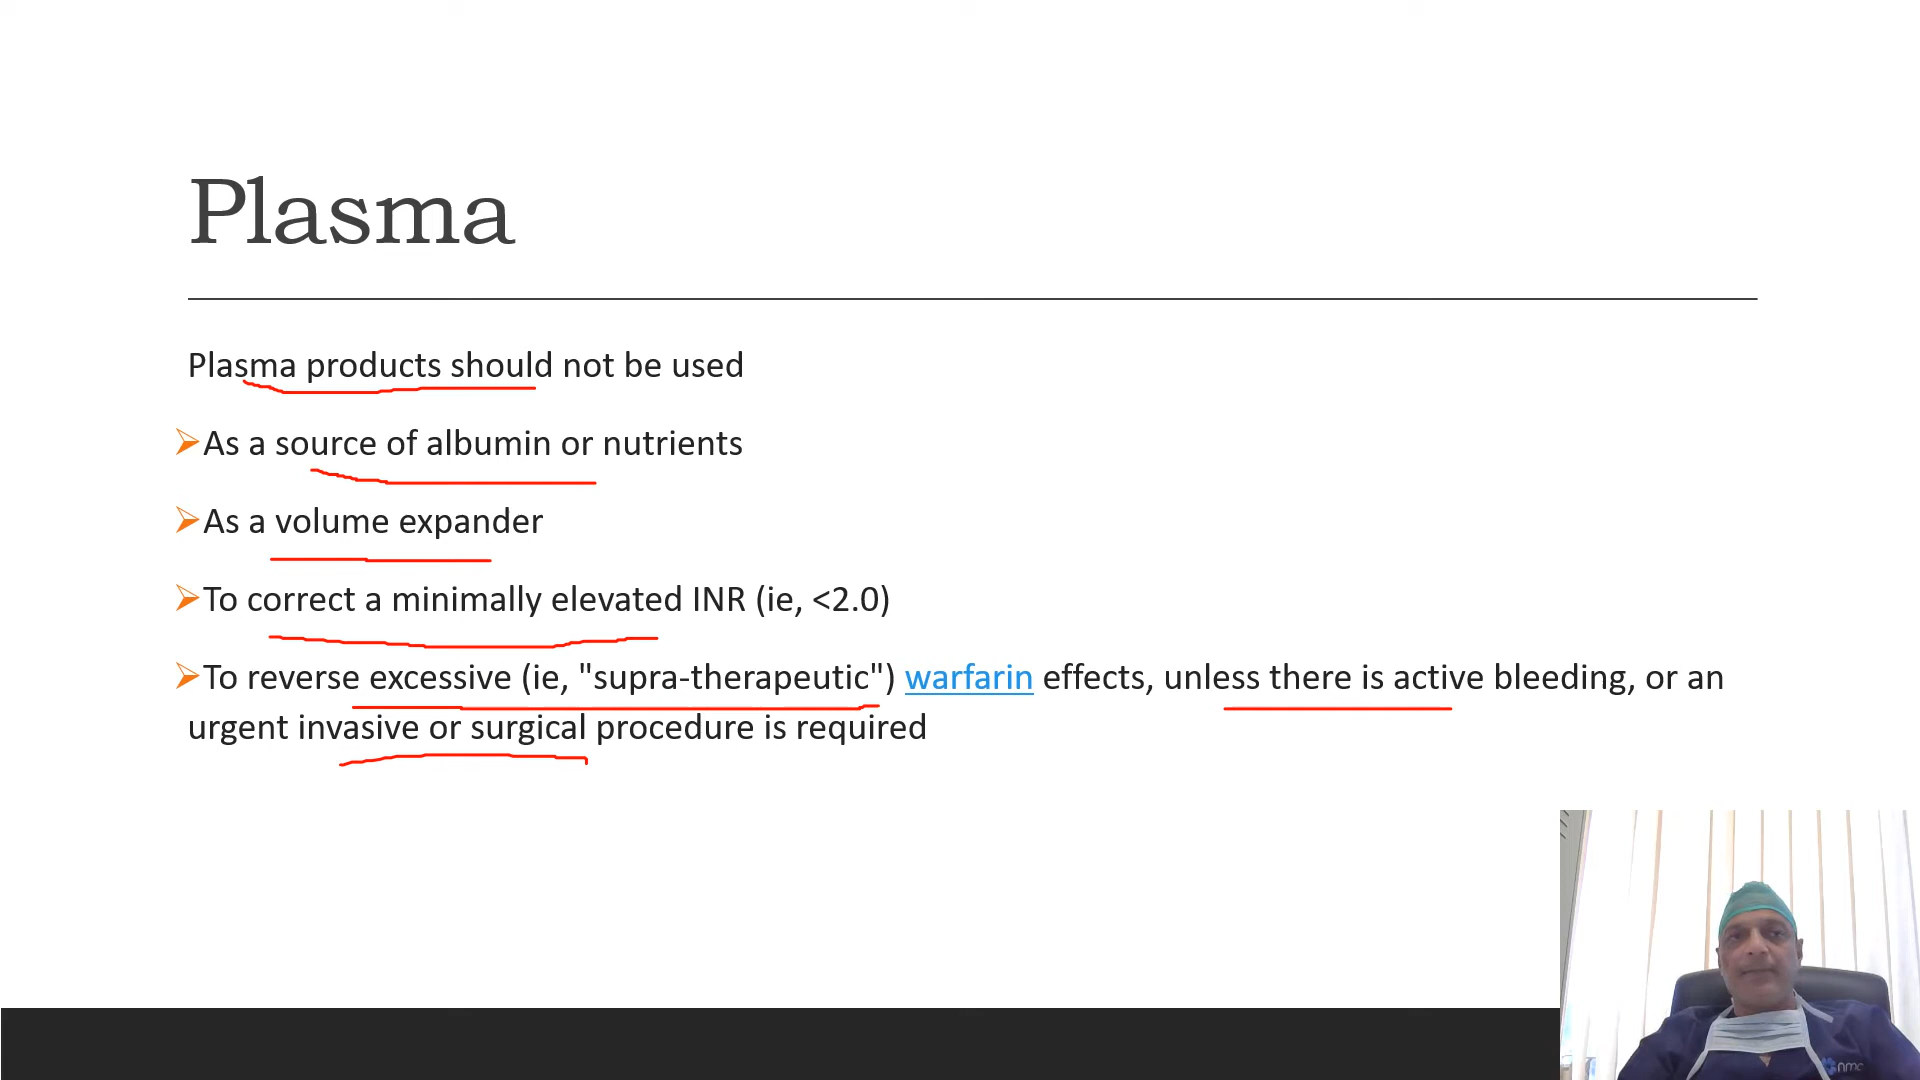 Plasma
Plasma products should not be used
As a source of albumin or nutrients
As a volume expander
To correct a minimally elevated INR (ie, <2.0)
To reverse excessive (ie, "supra-therapeutic") warfarin effects, unless there is active bleeding, or an
urgent invasive or surgical procedure is required
nmc